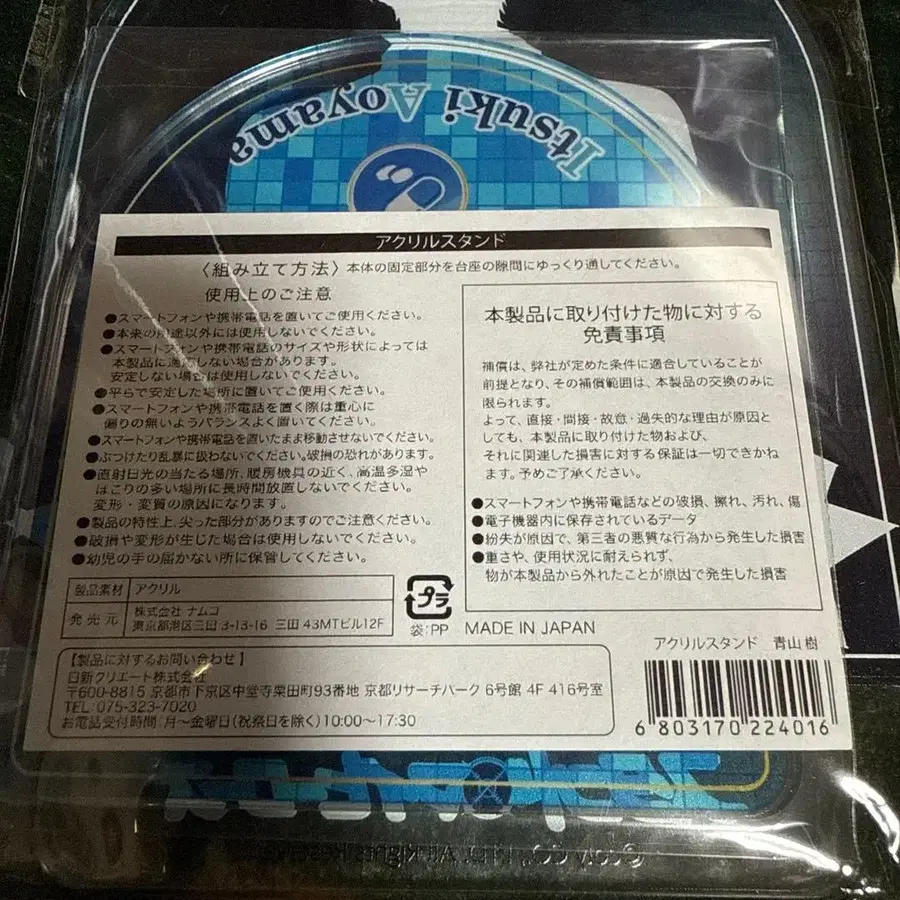 Itsuki Aoyama
アクリルスタンド
〈組み立て方法〉本体の固定部分を台座の隙間にゆっくり通してください。
使用上のご注意
●スマートフォンや携帯電話を置いてご使用ください。
●本来の用途以外には使用しないでください。
●スマートフォンや携帯電話のサイズや形状によっては
本製品に適応しない場合があります。
安定しない場合は使用しないでください。
●平らで安定した場所に置いてご使用ください。
●スマートフォンや携帯電話を置く際は重心に
偏りの無いようバランスよく置いてください。
●スマートフォンや携帯電話を置いたまま移動させないでください。
●ぶつけたり乱暴に扱わないでください。破損の恐れがあります。
●直射日光の当たる場所、暖房機具の近く、高温多湿や
ほこりの多い場所に長時間放置しないでください。
変形・変質の原因になります。
●製品の特性上、尖った部分がありますのでご注意ください。
●破損や変形が生じた場合は使用しないでください。
●幼児の手の届かない所に保管してください。
本製品に取り付けた物に対する
免責事項
補償は、弊社が定めた条件に適合していることが
前提となり、その補償範囲は、本製品の交換のみに
限られます。
よって、直接・間接・故意・過失的な理由が原因と
しても、本製品に取り付けた物および、
それに関連した損害に対する保証は一切できかね
ます。予めご了承ください。
●スマートフォンや携帯電話などの破損、擦れ、汚れ、傷
●電子機器内に保存されているデータ
●紛失が原因で、第三者の悪質な行為から発生した損害
●重さや、使用状況に耐えられず、
物が本製品から外れたことが原因で発生した損害
製品素材 アクリル
発売元 株式会社 ナムコ
東京都港区三田 3-13-16 三田 43MTビル12F
プラ
袋:PP
MADE IN JAPAN
【製品に対するお問い合わせ】
日新クリエート株式会社
〒600-8815 京都市下京区中堂寺粟田町93番地 京都リサーチパーク 6号館 4F 416号室
TEL:075-323-7020
お電話受付時間:月~金曜日(祝祭日を除く)10:00~17:30
アクリルスタンド 青山 樹
6803170224016